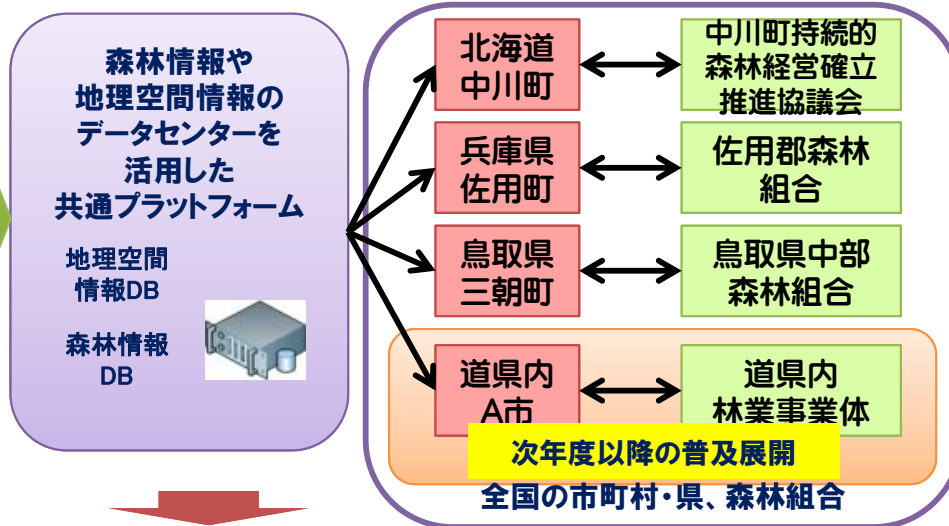 森林情報や
地理空間情報の
データセンターを
活用した
共通プラットフォーム
地理空間
情報DB
森林情報
DB
北海道
中川町
中川町持続的
森林経営確立
推進協議会
兵庫県
佐用町
佐用郡森林
組合
鳥取県
三朝町
鳥取県中部
森林組合
道県内
A市
道県内
林業事業体
次年度以降の普及展開
全国の市町村・県、森林組合